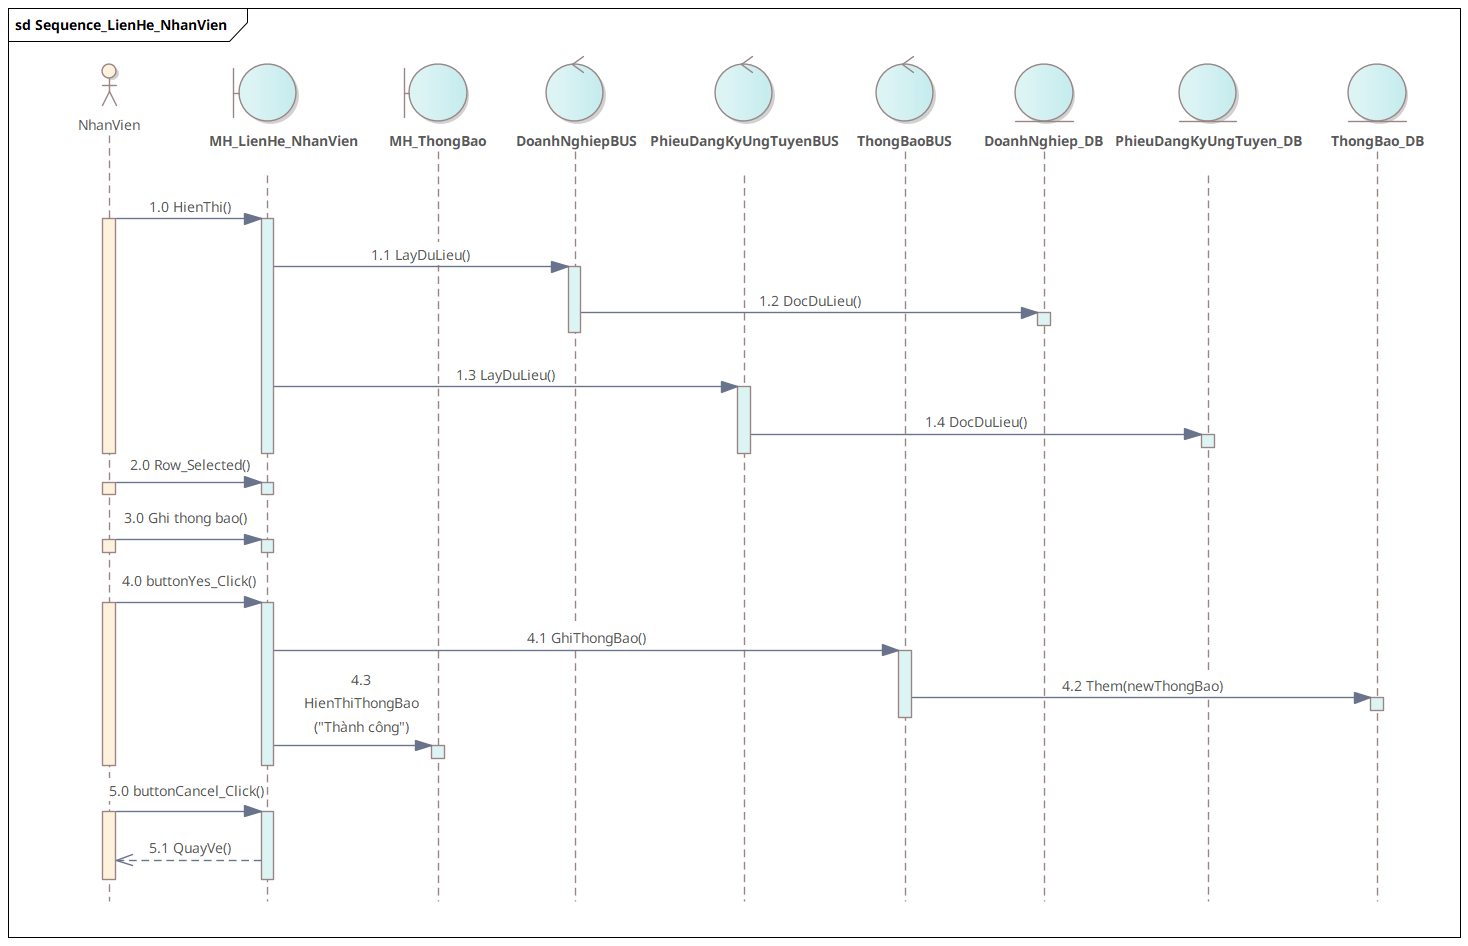 sd Sequence_LienHe_NhanVien
NhanVien
MH_LienHe_NhanVien
MH_ThongBao
DoanhNghiepBUS
PhieuDangKyUngTuyenBUS
ThongBaoBUS
DoanhNghiep_DB
PhieuDangKyUngTuyen_DB
ThongBao_DB
1.0 HienThi()
1.1 LayDuLieu()
1.2 DocDuLieu()
1.3 LayDuLieu()
1.4 DocDuLieu()
2.0 Row_Selected()
3.0 Ghi thong bao()
4.0 buttonYes_Click()
4.1 GhiThongBao()
4.2 Them(newThongBao)
4.3
HienThiThongBao
("Thành công")
5.0 buttonCancel_Click()
5.1 QuayVe()